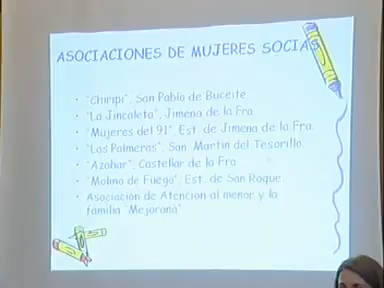 ASOCIACIONES DE MUJERES SOCIAS
• "Chiripi", San Pablo de Buceite.
• "La Jincaleta", Jimena de la Fra.
• "Mujeres del 91", Est. de Jimena de la Fra.
• "Las Palmeras", San Martin del Tesorillo.
• "Azahar", Castellar de la Fra
• "Molino de Fuego", Est. de San Roque.
• Asociacion de Atencion al menor y la
familia "Mejorana"